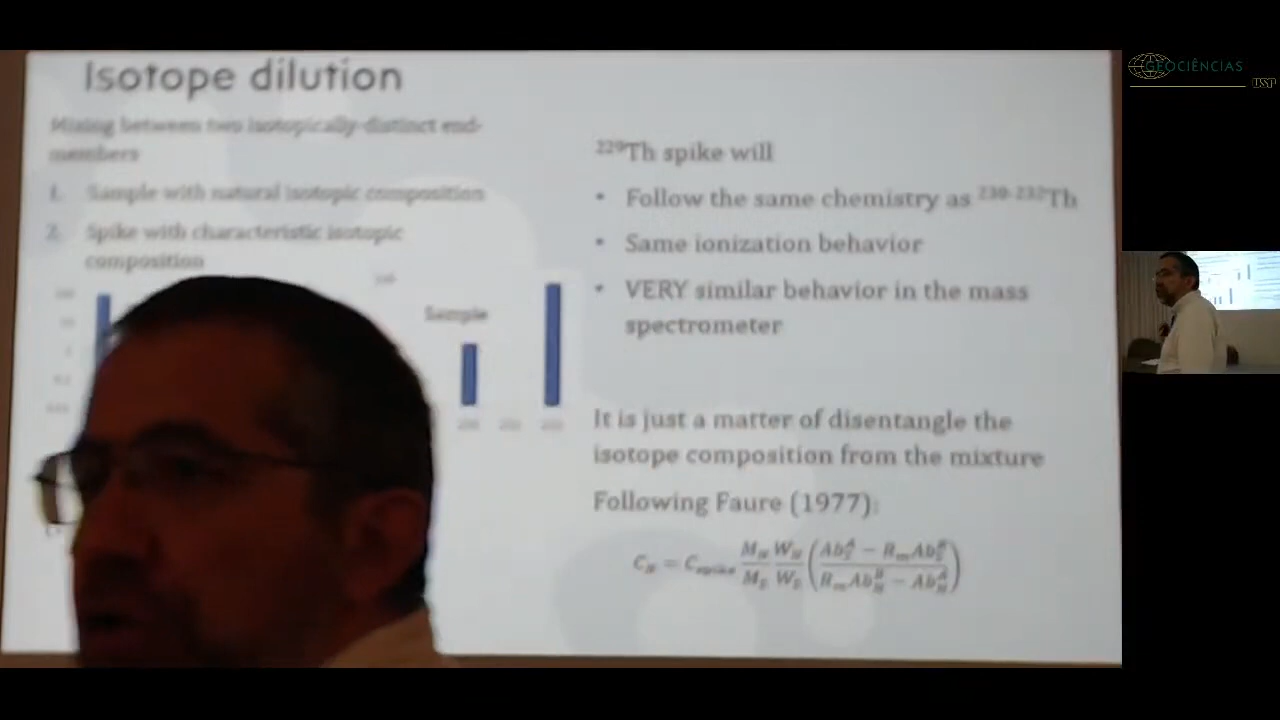 Isotope dilution
Mixing between two isotopically-distinct end-
members
1. Sample with natural isotopic composition
2. Spike with characteristic isotopic
composition
Sample
²²⁹Th spike will
• Follow the same chemistry as ²³⁰⁻²³²Th
• Same ionization behavior
• VERY similar behavior in the mass
spectrometer
It is just a matter of disentangle the
isotope composition from the mixture
Following Faure (1977):
GEOCIÊNCIAS
USP